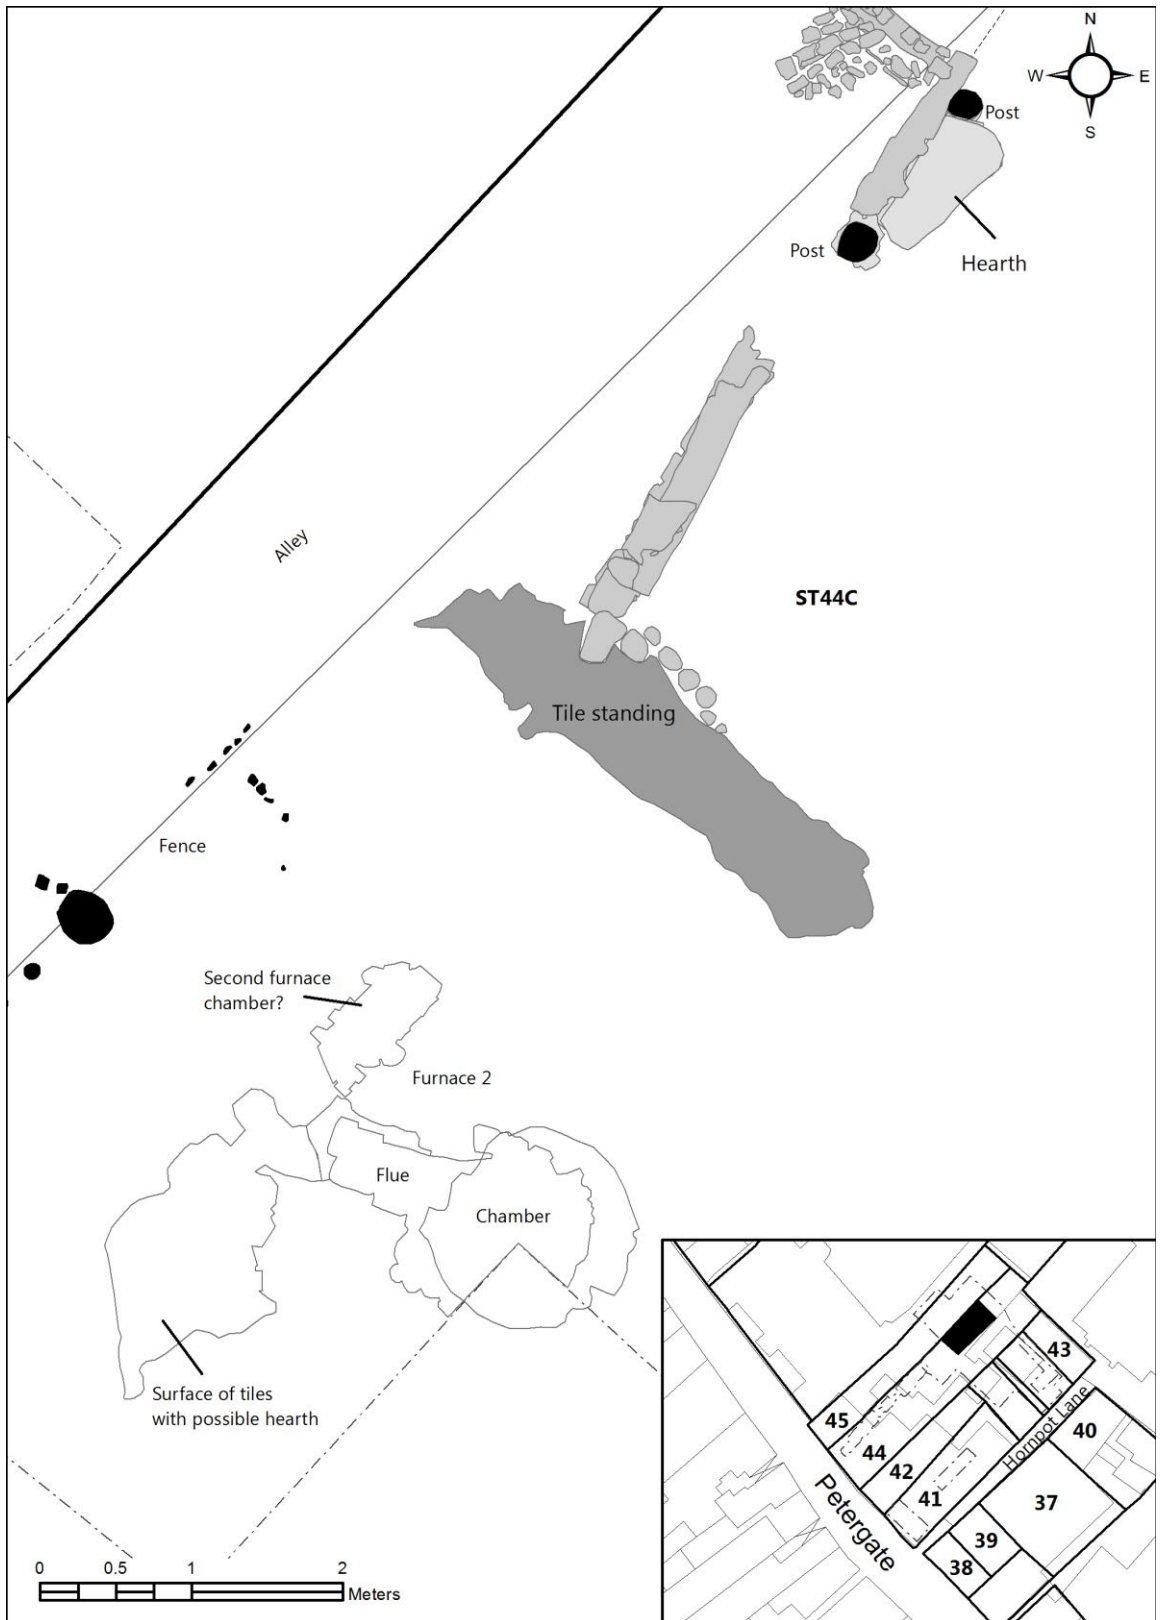 N
W
E
S
Post
Post
Hearth
Alley
ST44C
Tile standing
Fence
Second furnace
chamber?
Furnace 2
Flue
Chamber
Surface of tiles
with possible hearth
0
0.5
1
2
Meters
43
45
44
42
41
Hornpot Lane
40
37
39
38
Petergate